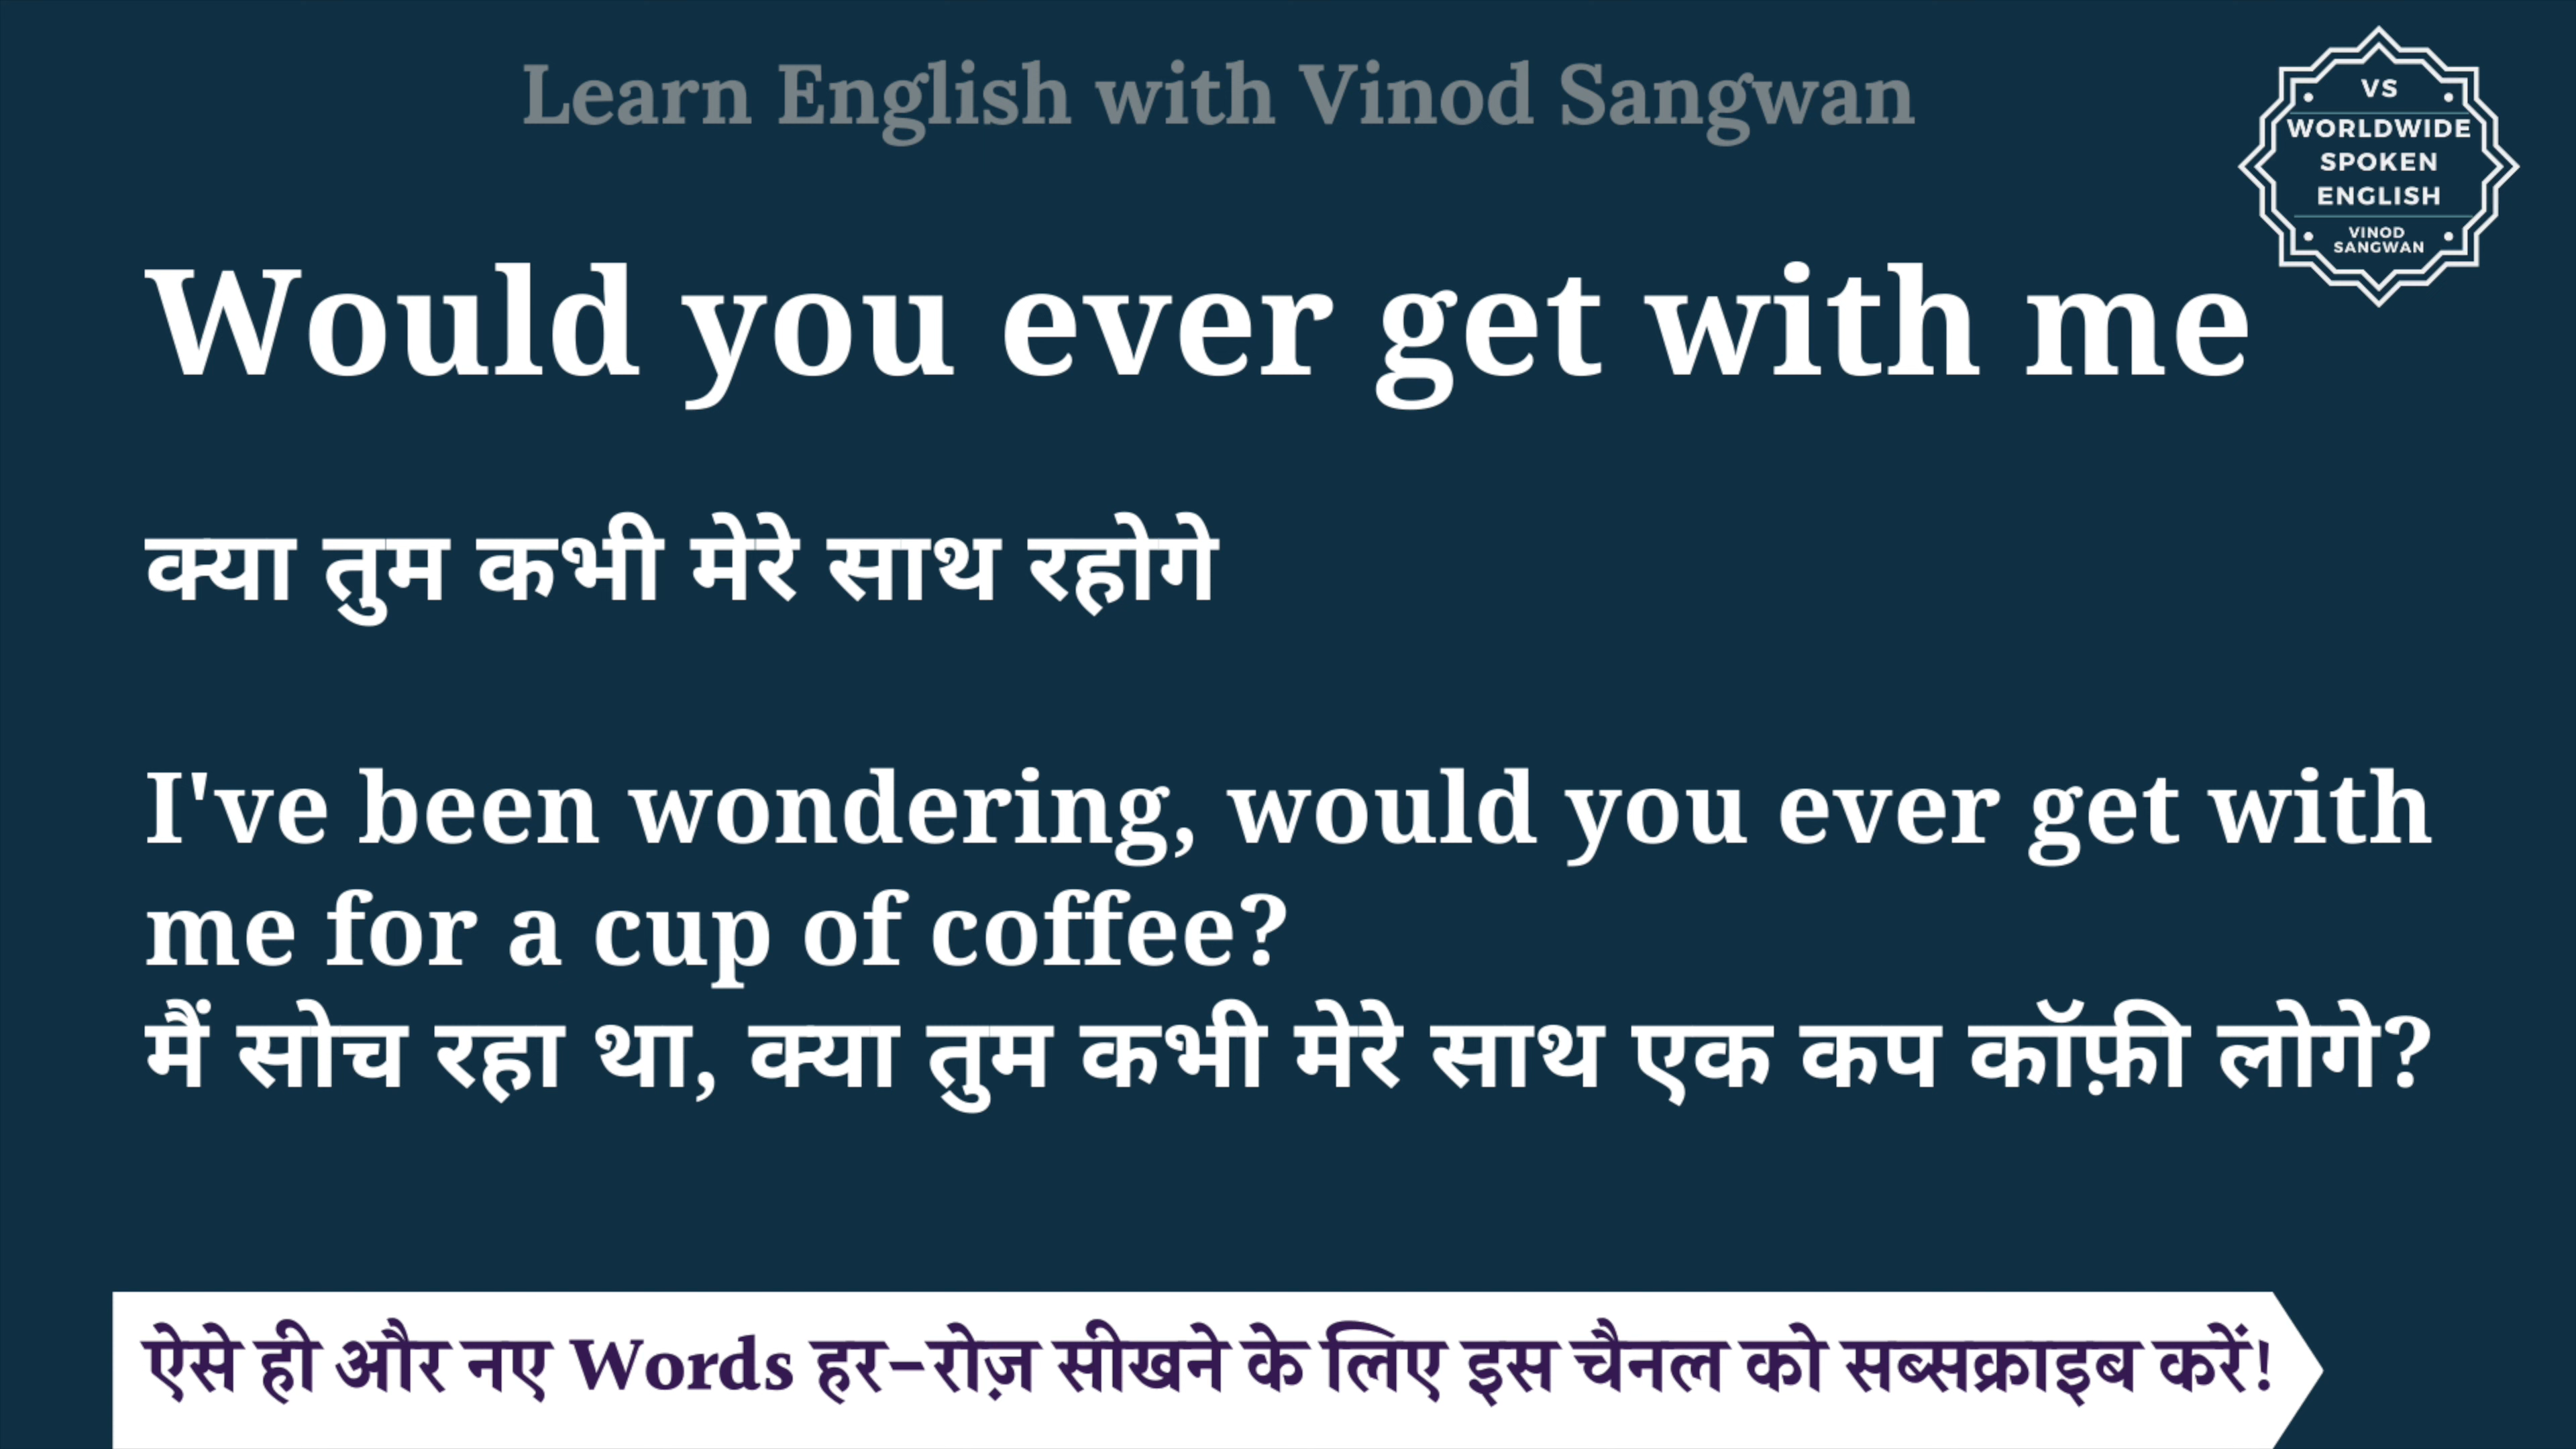 Learn English with Vinod Sangwan
VS
WORLDWIDE
SPOKEN
ENGLISH
VINOD
SANGWAN
Would you ever get with me
क्या तुम कभी मेरे साथ रहोगे
I've been wondering, would you ever get with
me for a cup of coffee?
मैं सोच रहा था, क्या तुम कभी मेरे साथ एक कप कॉफ़ी लोगे?
ऐसे ही और नए Words हर-रोज़ सीखने के लिए इस चैनल को सब्सक्राइब करें!